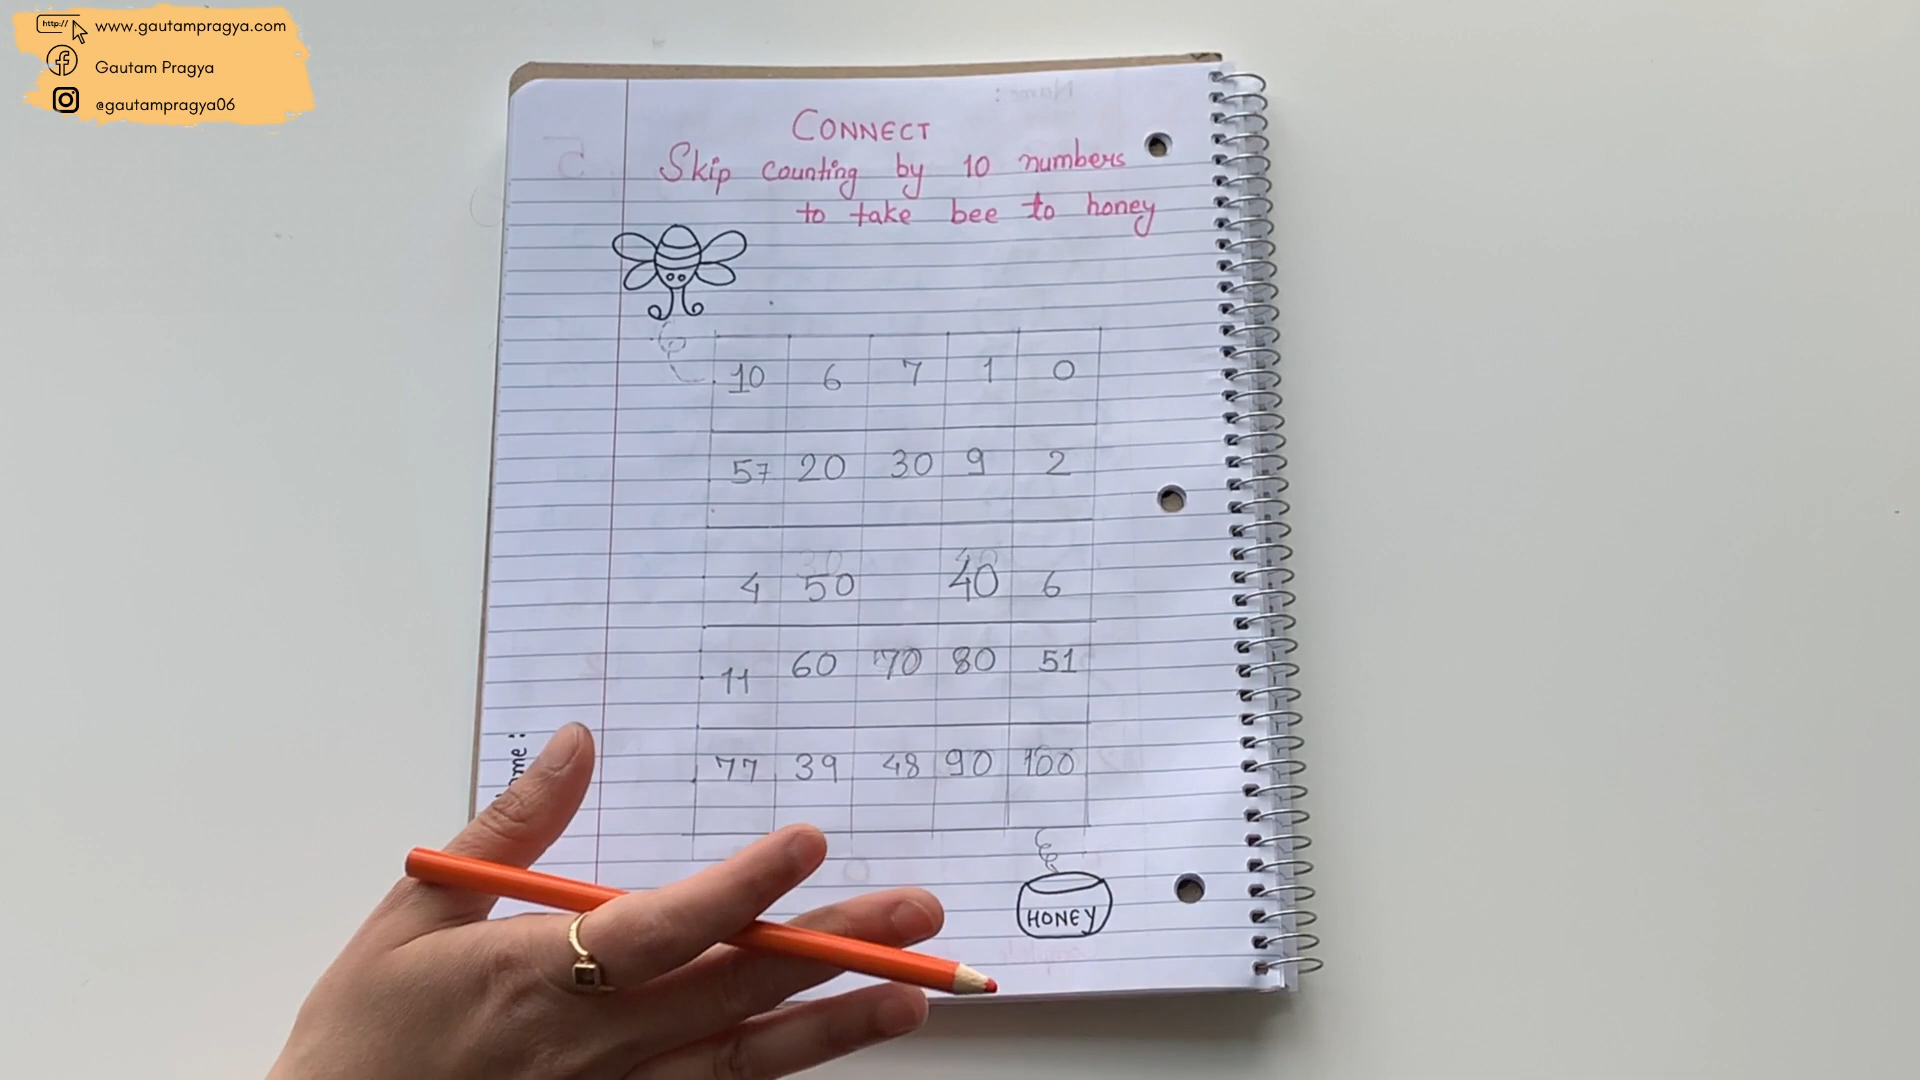 http://
www.gautampragya.com
Gautam Pragya
@gautampragya06
CONNECT
Skip counting by 10 numbers
to take bee to honey
10 6 7 1 0
57 20 30 9 2
4 50 40 6
11 60 70 80 51
77 39 48 90 100
HONEY